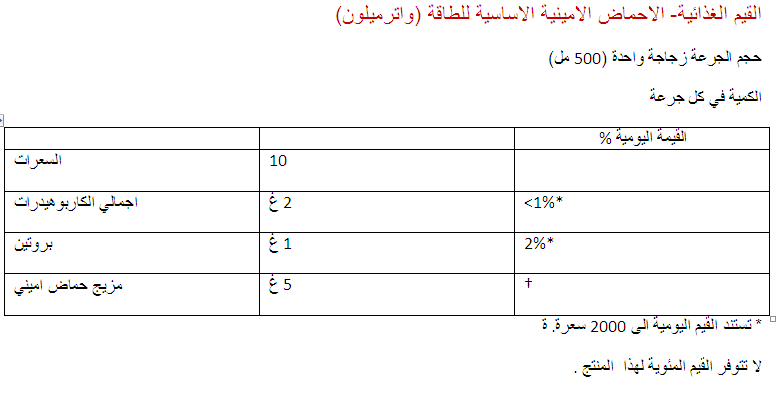 القيم الغذائية- الاحماض الامينية الاساسية للطاقة (واترميلون)
حجم الجرعة زجاجة واحدة (500 مل)
الكمية في كل جرعة
القيمة اليومية %
السعرات 10
اجمالي الكاربوهيدرات 2 غ <1%*
بروتين 1 غ 2%*
مزيج حماض اميني 5 غ †
* تستند القيم اليومية الى 2000 سعرة. ة
لا تتوفر القيم المئوية لهذا المنتج .